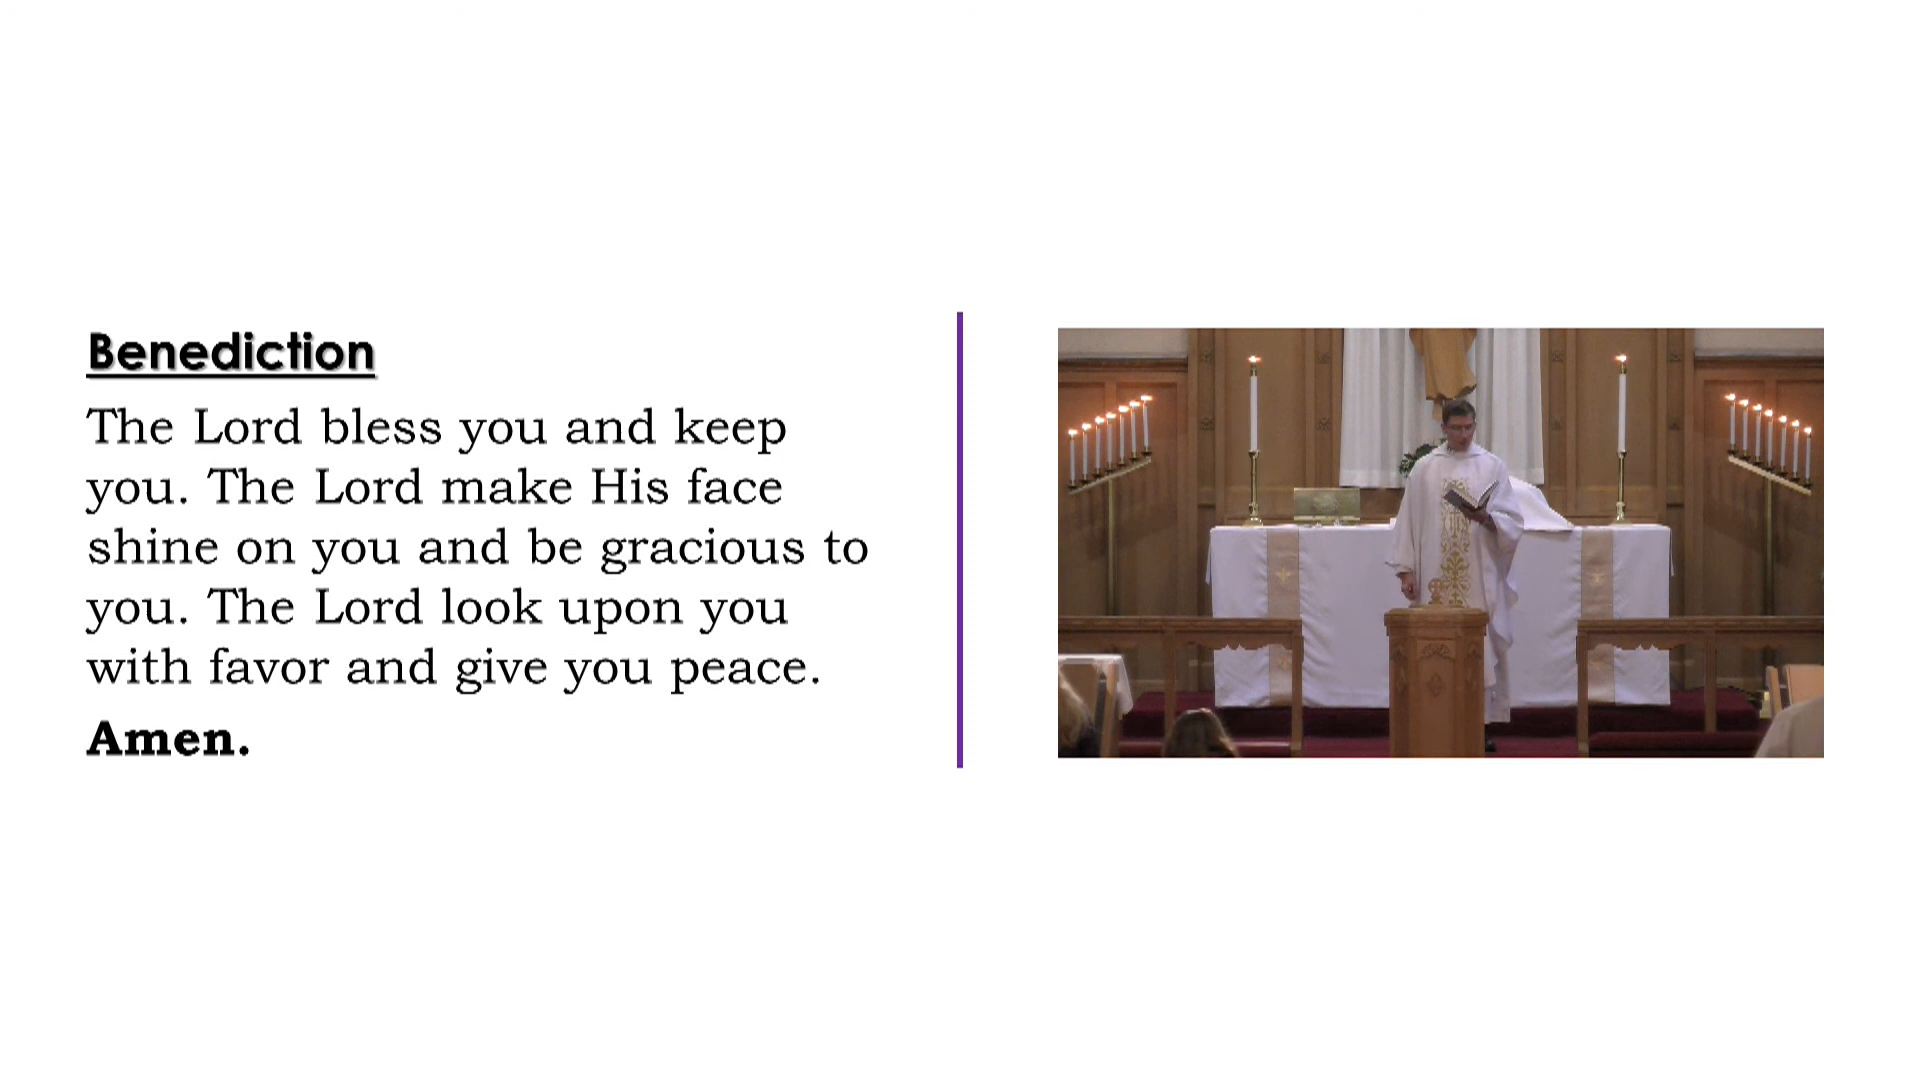 Benediction
The Lord bless you and keep
you. The Lord make His face
shine on you and be gracious to
you. The Lord look upon you
with favor and give you peace.
Amen.